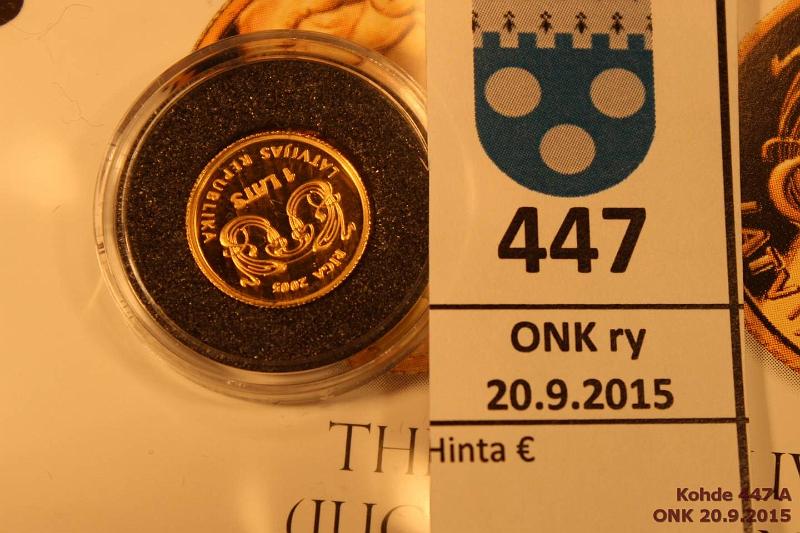 LATVIJAS REPUBLIKA
1 LATS
RIGA 2005
447
ONK ry
20.9.2015
Hinta €
TH
(JUG
Kohde 447 A
ONK 20.9.2015